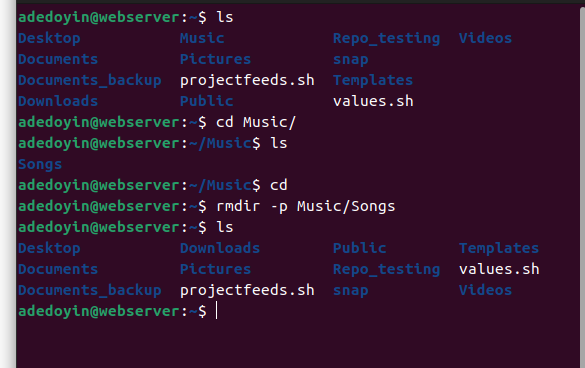 adedoyin@webserver:~$ ls
Desktop Music Repo_testing Videos
Documents Pictures snap
Documents_backup projectfeeds.sh Templates
Downloads Public values.sh
adedoyin@webserver:~$ cd Music/
adedoyin@webserver:~/Music$ ls
Songs
adedoyin@webserver:~/Music$ cd
adedoyin@webserver:~$ rmdir -p Music/Songs
adedoyin@webserver:~$ ls
Desktop Downloads Public Templates
Documents Pictures Repo_testing values.sh
Documents_backup projectfeeds.sh snap Videos
adedoyin@webserver:~$